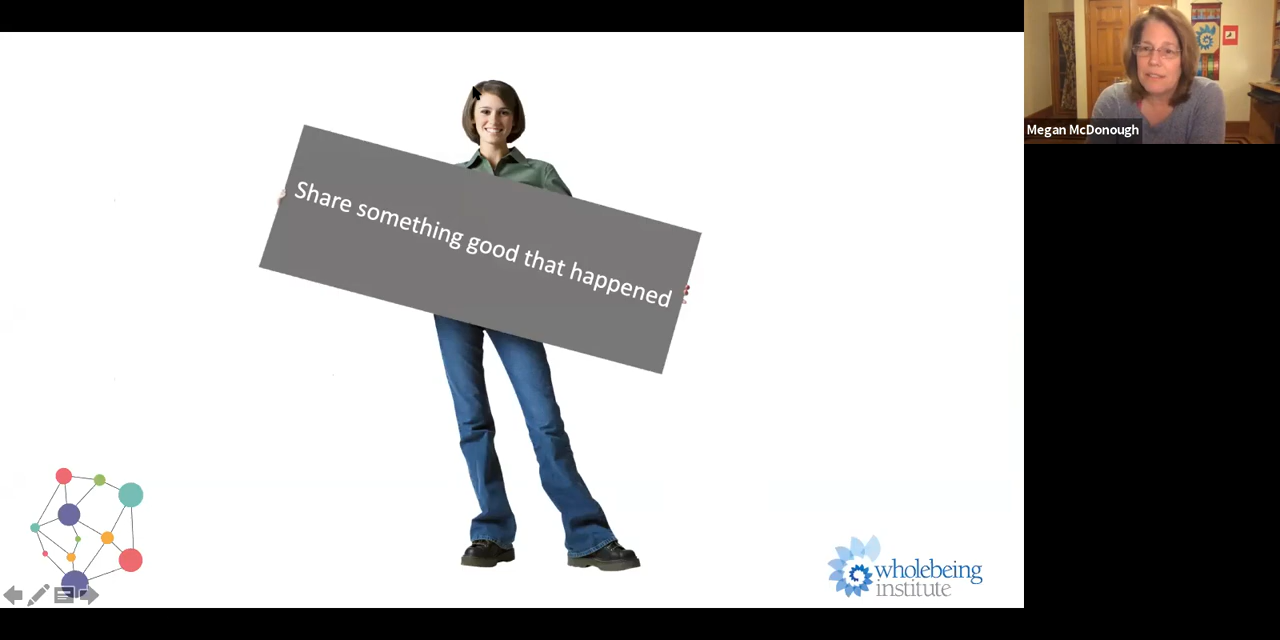 Megan McDonough
Share something good that happened
wholebeing
institute